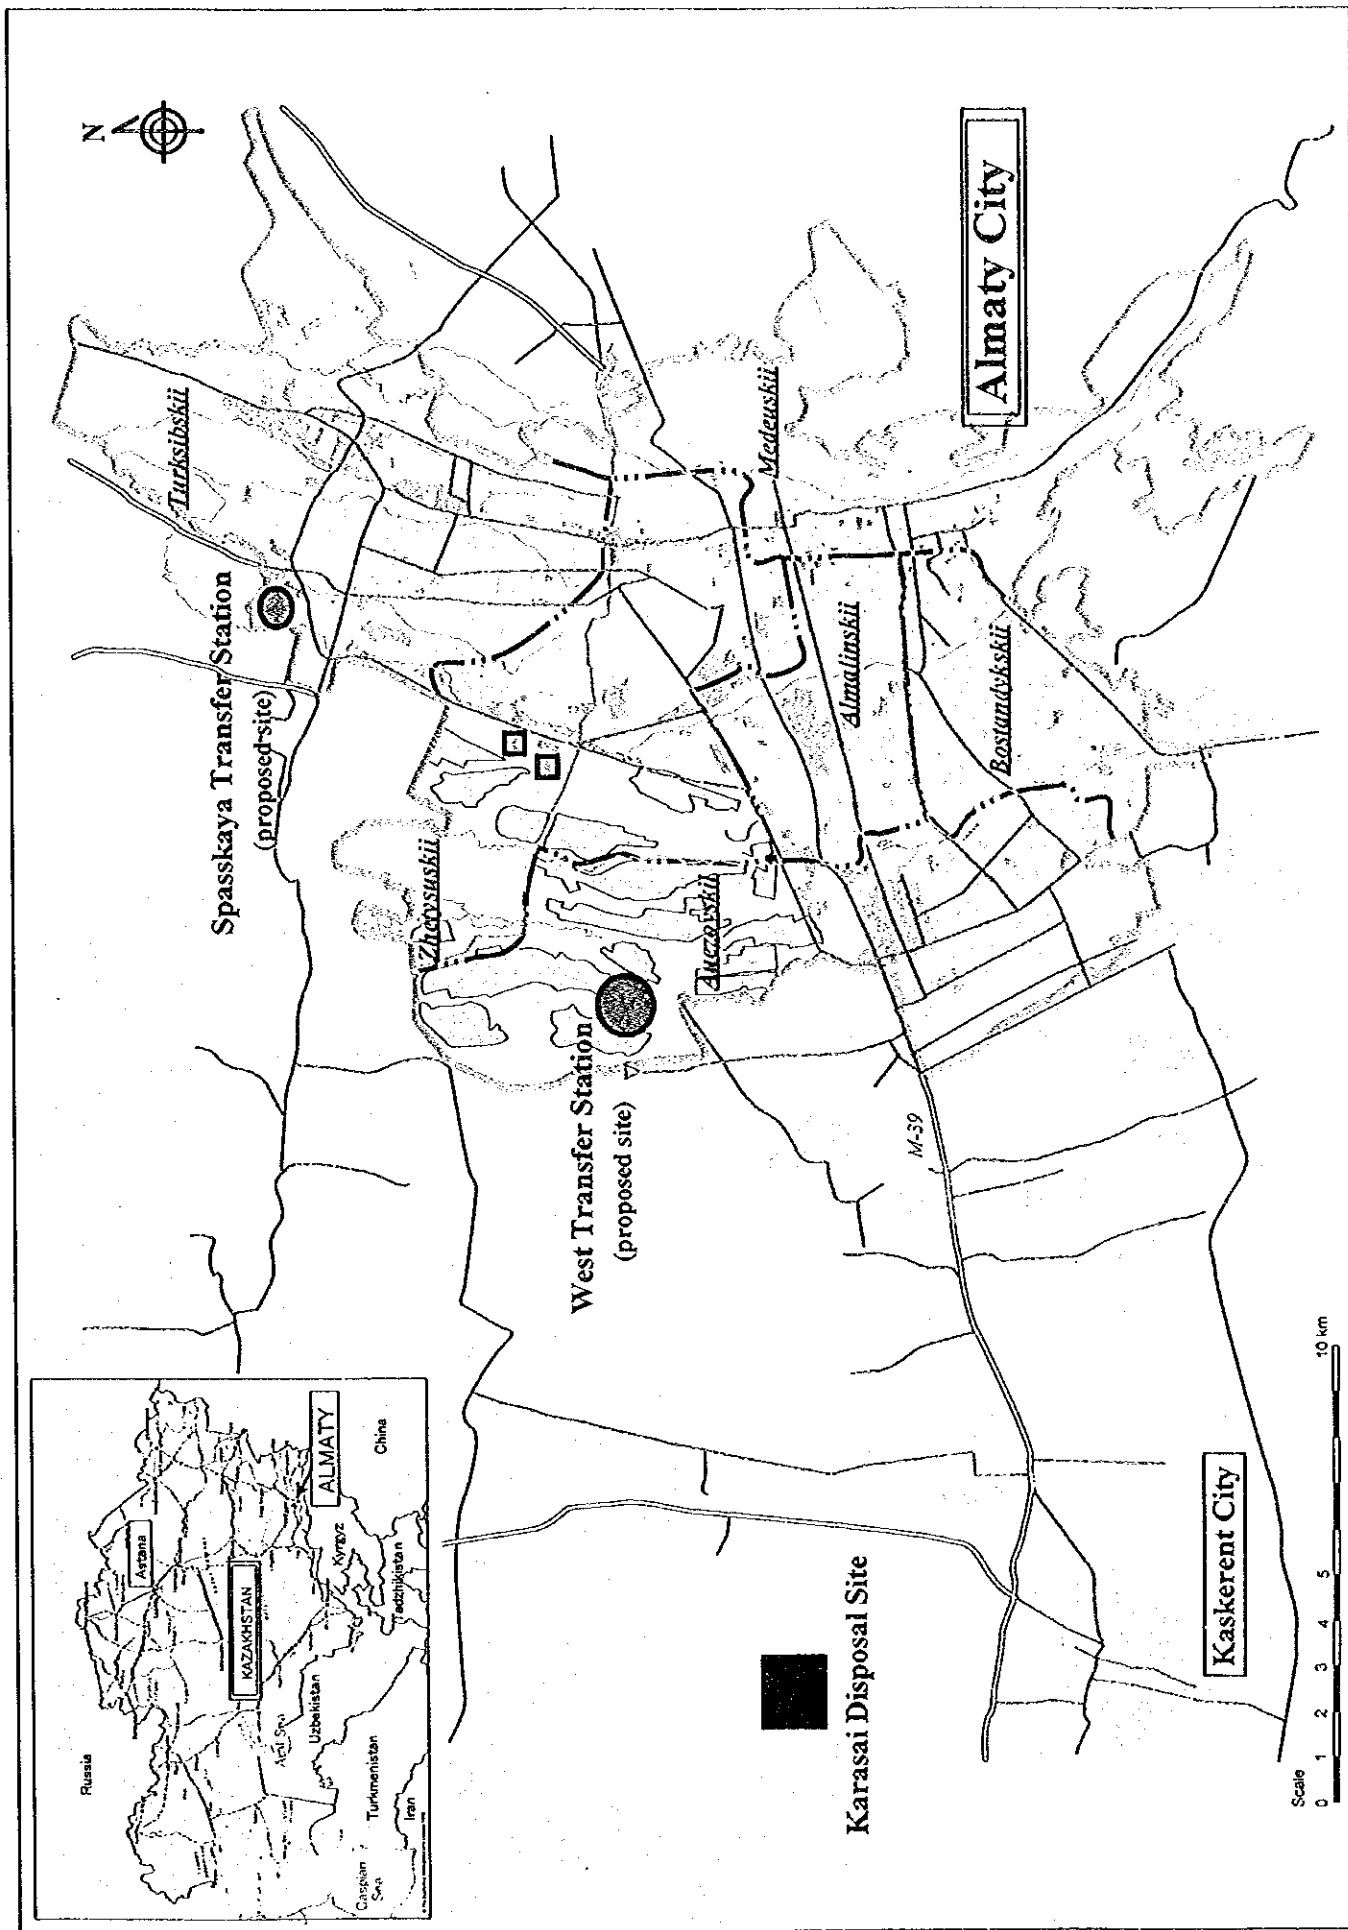 Russia
Astana
KAZAKHSTAN
Aral Sea
Uzbekistan
Caspian
Sea
Turkmenistan
Iran
Kyrgyz
Tadzhikistan
China
ALMATY
N
Spasskaya Transfer Station
(proposed site)
Turksibskii
Zhetysuskii
West Transfer Station
(proposed site)
Auezovskii
Medeuskii
Almalinskii
Bostandykskii
Almaty City
M-39
Karasai Disposal Site
Kaskerent City
Scale
0 1 2 3 4 5 10 km